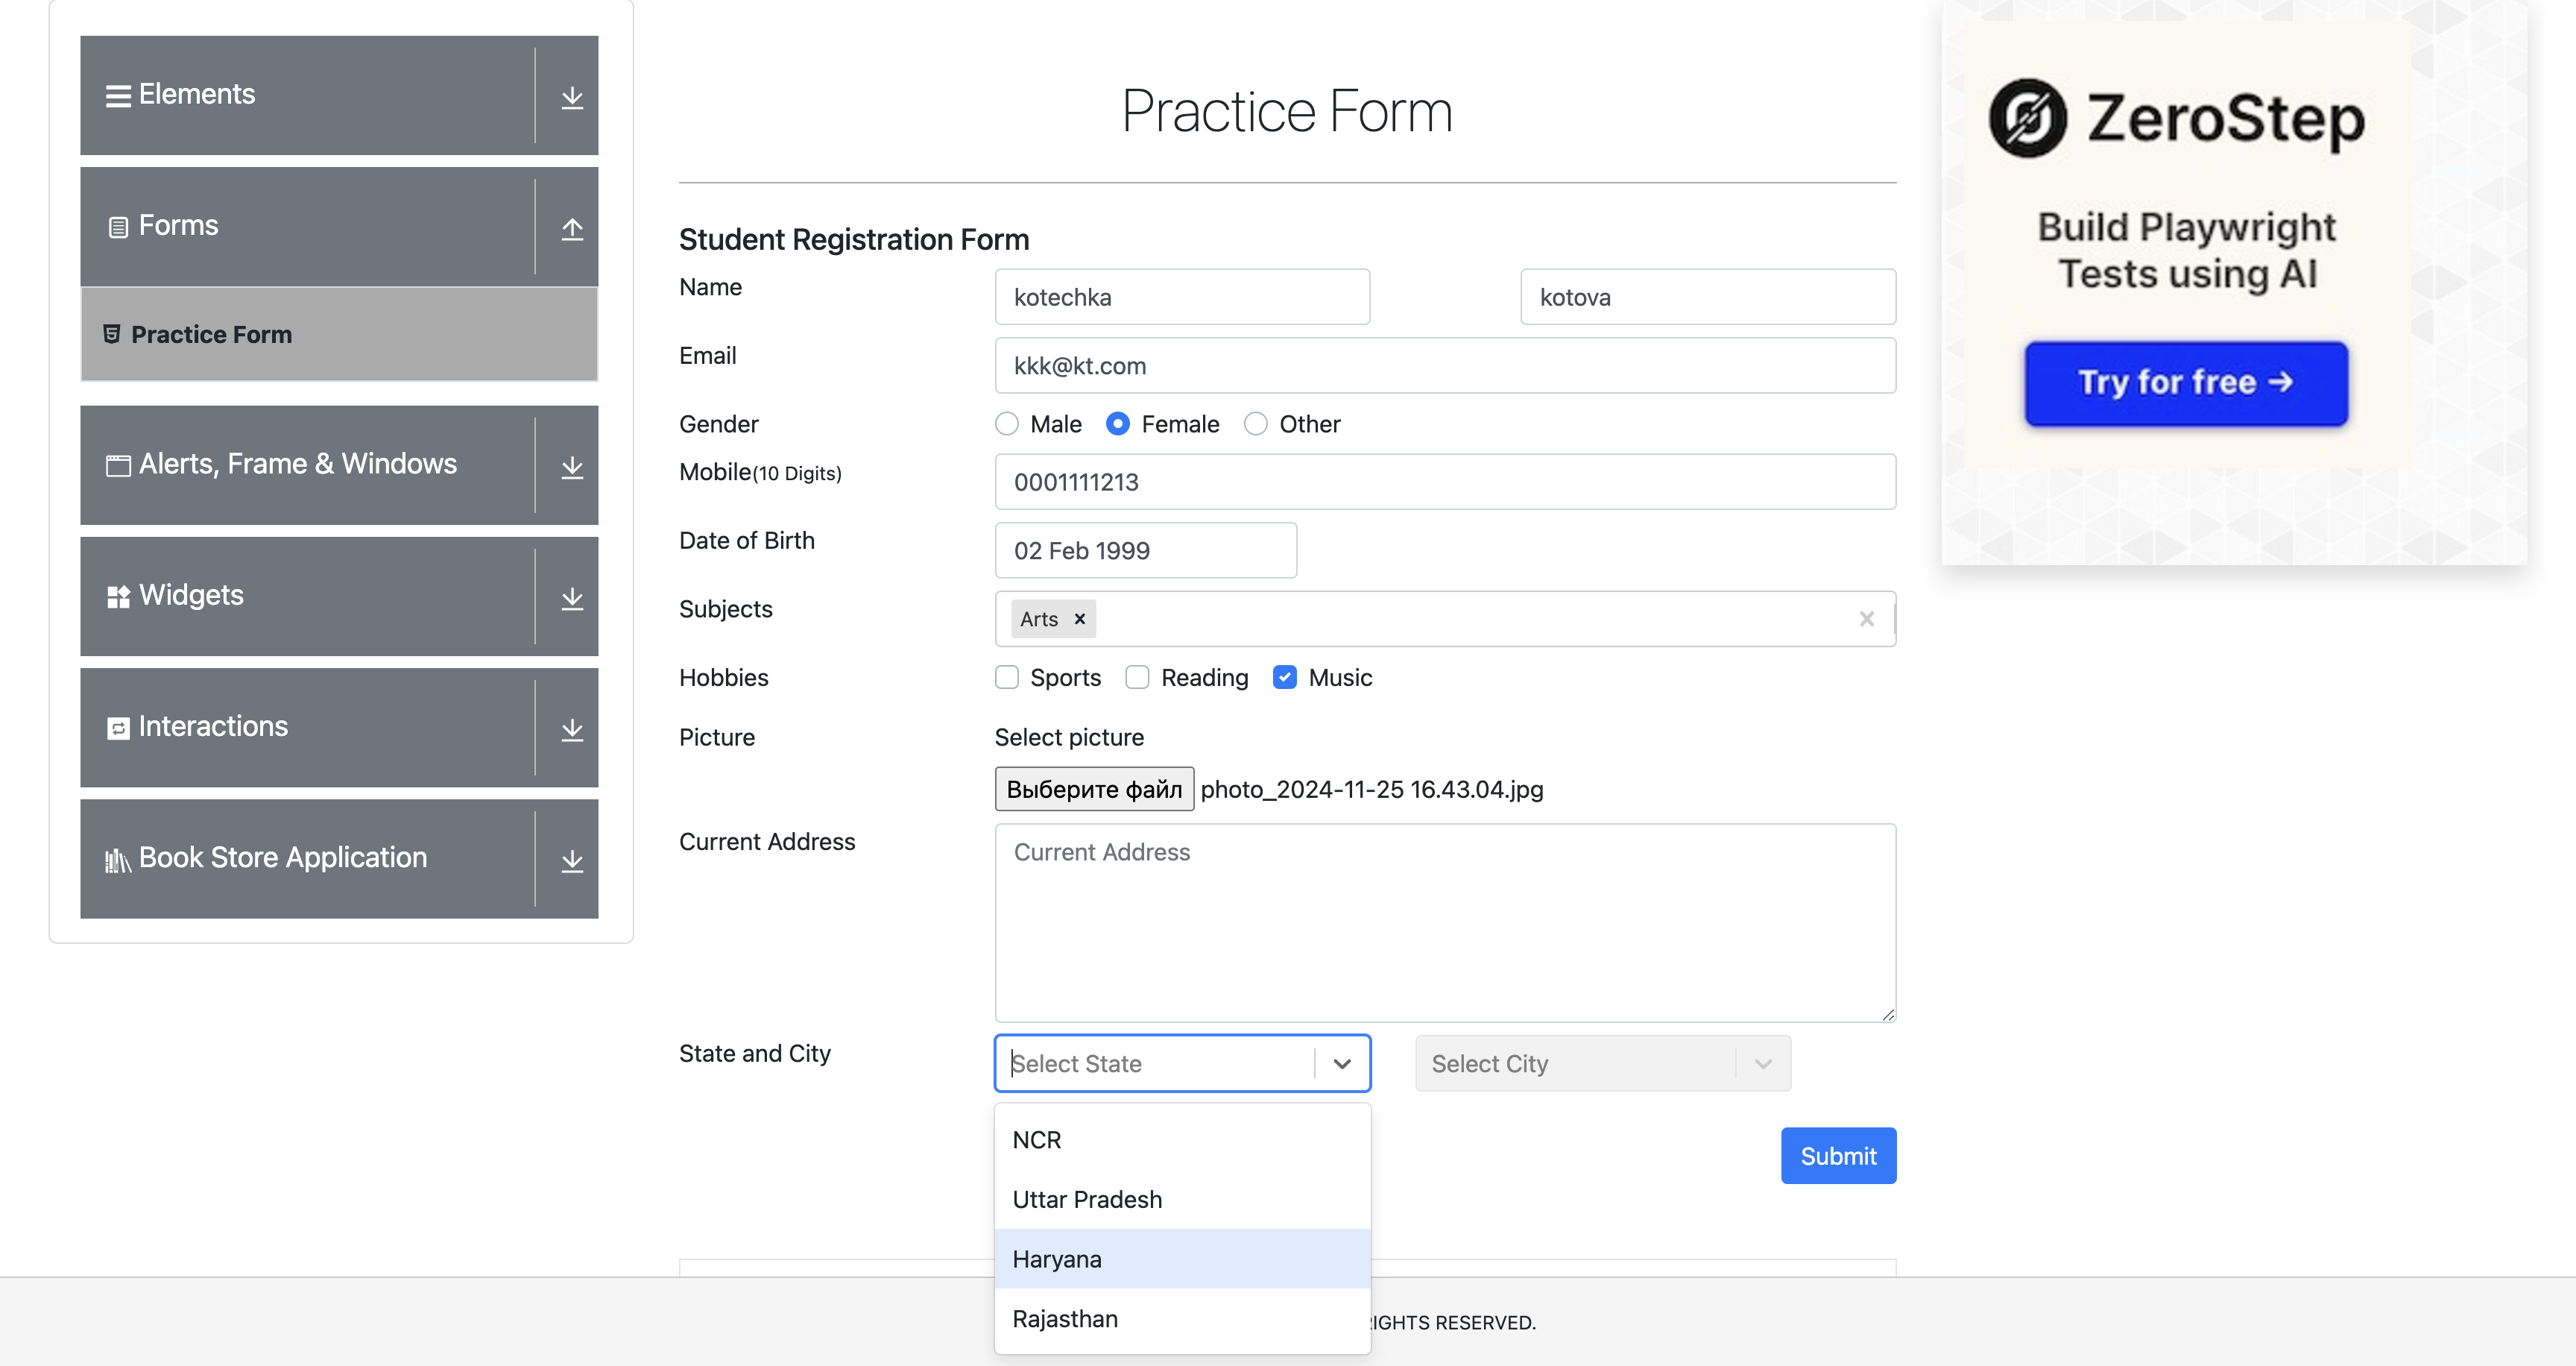 Elements
Forms
Practice Form
Alerts, Frame & Windows
Widgets
Interactions
Book Store Application
Practice Form
Student Registration Form
Name
kotechka
kotova
Email
kkk@kt.com
Gender
Male
Female
Other
Mobile(10 Digits)
0001111213
Date of Birth
02 Feb 1999
Subjects
Arts
Hobbies
Sports
Reading
Music
Picture
Select picture
Выберите файл photo_2024-11-25 16.43.04.jpg
Current Address
Current Address
State and City
Select State
Select City
NCR
Uttar Pradesh
Haryana
Rajasthan
Submit
RIGHTS RESERVED.
ZeroStep
Build Playwright
Tests using AI
Try for free →